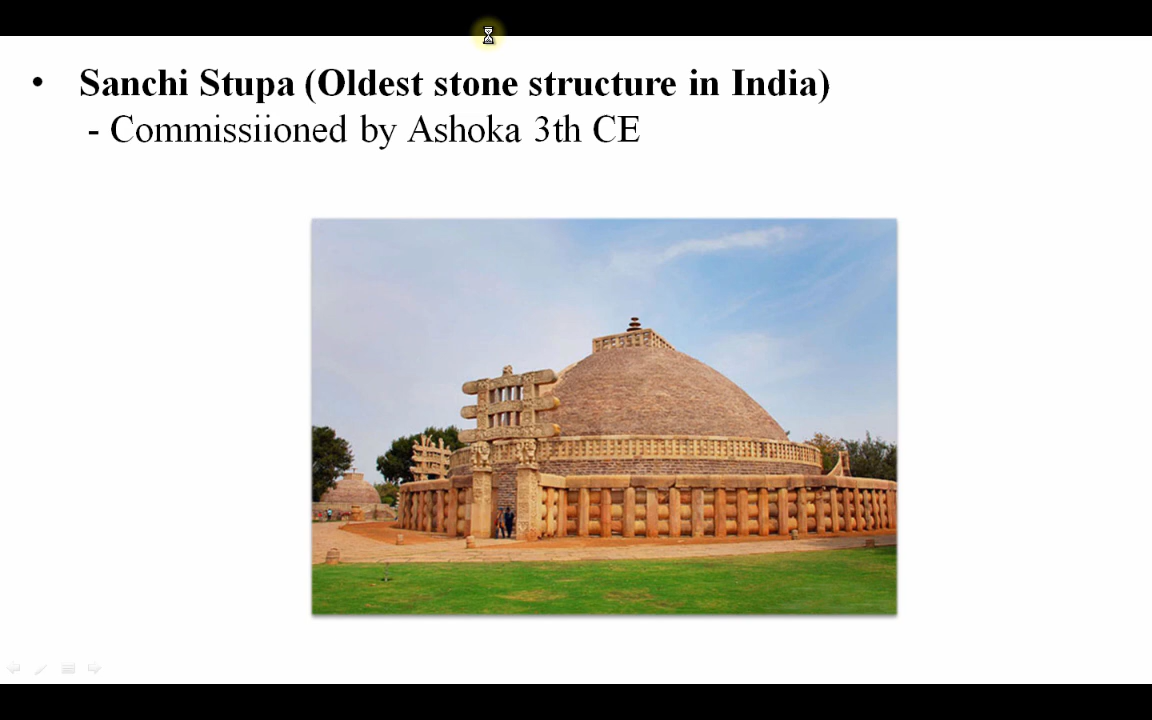 • Sanchi Stupa (Oldest stone structure in India)
- Commissiioned by Ashoka 3th CE